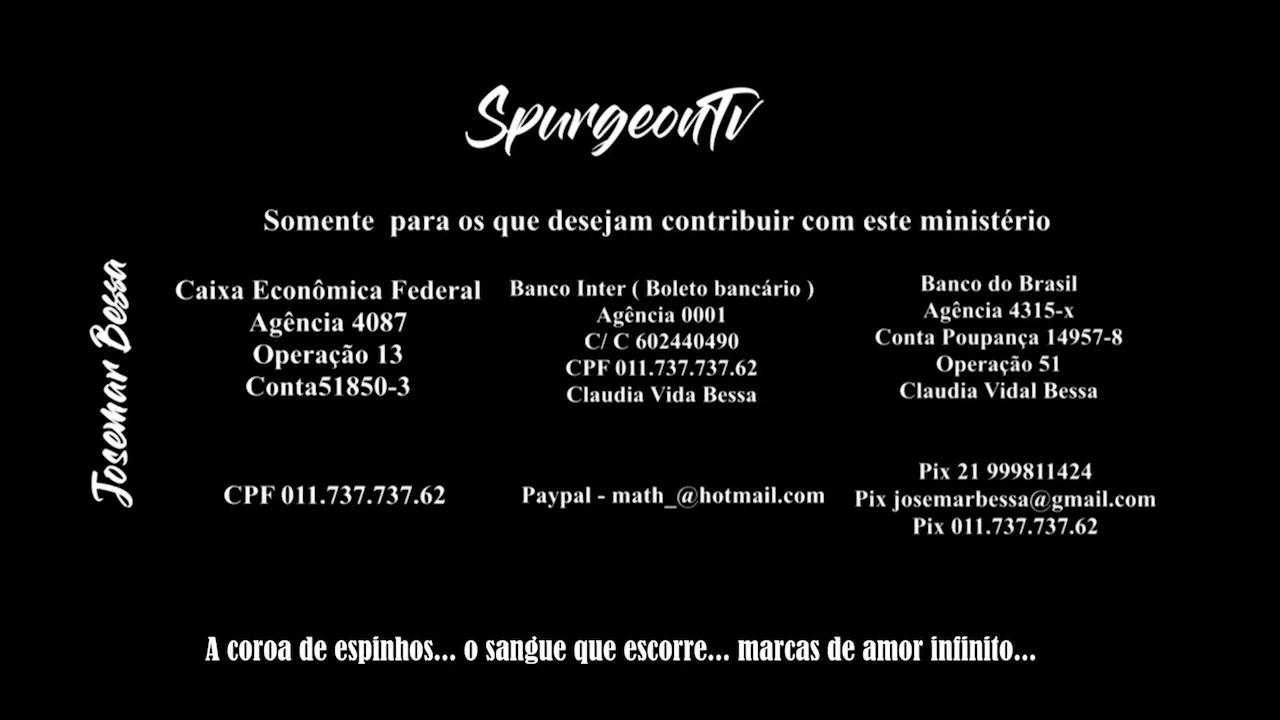 SpurgeonTv
Somente para os que desejam contribuir com este ministério
Josemar Bessa
Caixa Econômica Federal
Agência 4087
Operação 13
Conta51850-3
CPF 011.737.737.62
Banco Inter ( Boleto bancário )
Agência 0001
C/ C 602440490
CPF 011.737.737.62
Claudia Vida Bessa
Paypal - math_@hotmail.com
Banco do Brasil
Agência 4315-x
Conta Poupança 14957-8
Operação 51
Claudia Vidal Bessa
Pix 21 999811424
Pix josemarbessa@gmail.com
Pix 011.737.737.62
A coroa de espinhos... o sangue que escorre... marcas de amor infinito...